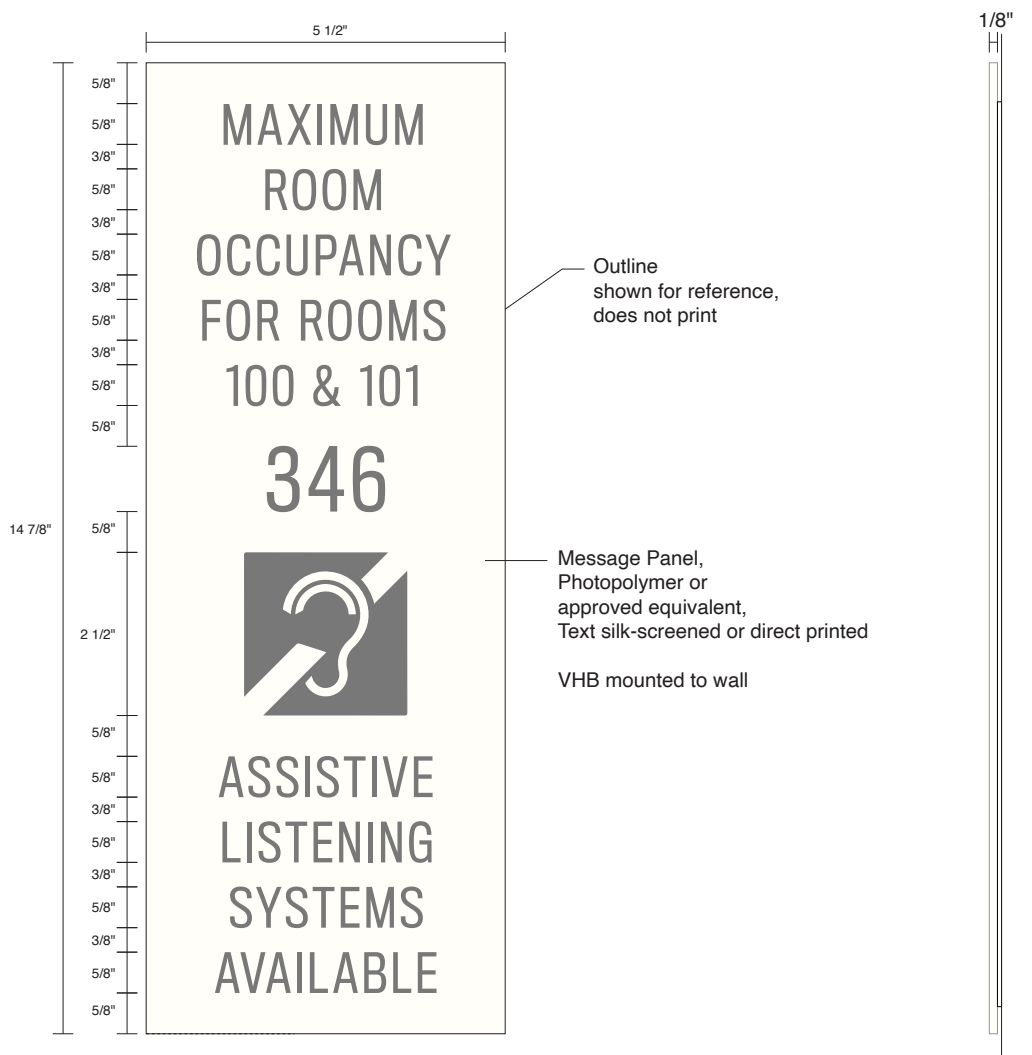 5 1/2"
1/8"
5/8"
5/8"
3/8"
5/8"
3/8"
5/8"
3/8"
5/8"
3/8"
5/8"
5/8"
14 7/8"
5/8"
2 1/2"
5/8"
5/8"
3/8"
5/8"
3/8"
5/8"
3/8"
5/8"
5/8"
MAXIMUM
ROOM
OCCUPANCY
FOR ROOMS
100 & 101
346
ASSISTIVE
LISTENING
SYSTEMS
AVAILABLE
Outline
shown for reference,
does not print
Message Panel,
Photopolymer or
approved equivalent,
Text silk-screened or direct printed
VHB mounted to wall